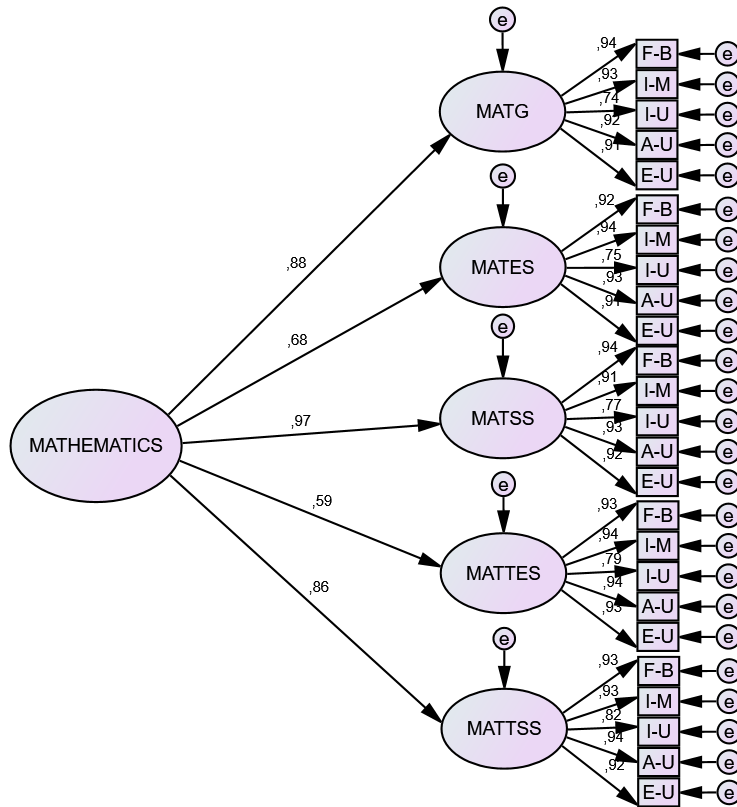 e
,94
F-B
e
,93
I-M
e
MATG
,74
I-U
e
,92
A-U
e
,91
E-U
e
e
,92
F-B
e
,94
I-M
e
MATES
,75
I-U
e
,93
A-U
e
,91
E-U
e
,88
,68
e
,94
F-B
e
,91
I-M
e
MATSS
,77
I-U
e
,93
A-U
e
,92
E-U
e
,97
MATHEMATICS
e
,93
F-B
e
,94
I-M
e
MATTES
,79
I-U
e
,94
A-U
e
,93
E-U
e
,59
,86
e
,93
F-B
e
,93
I-M
e
MATTSS
,82
I-U
e
,94
A-U
e
,92
E-U
e